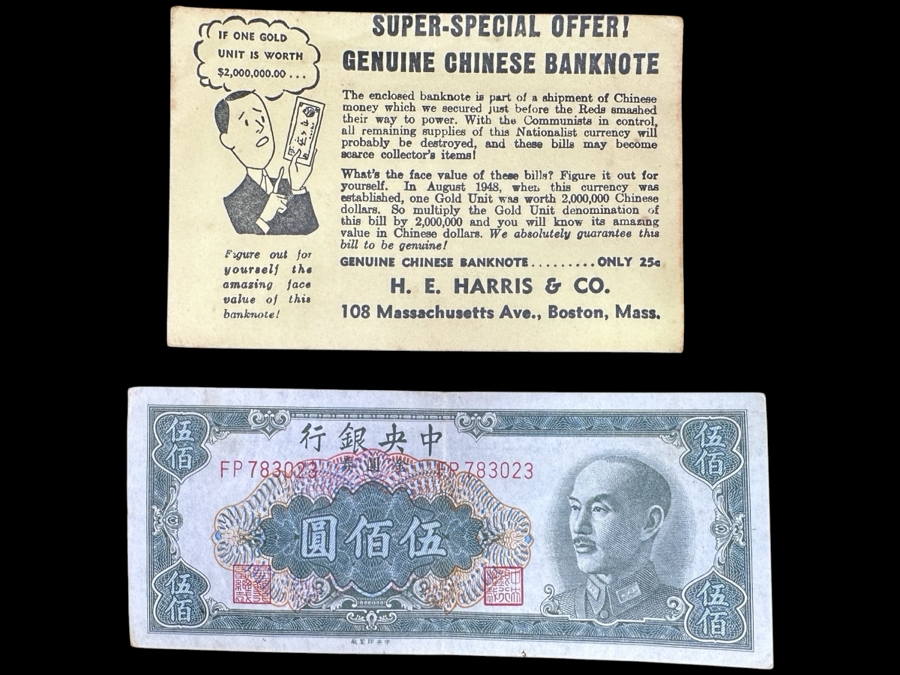 SUPER-SPECIAL OFFER!
GENUINE CHINESE BANKNOTE
IF ONE GOLD
UNIT IS WORTH
$2,000,000.00 ...
The enclosed banknote is part of a shipment of Chinese
money which we secured just before the Reds smashed
their way to power. With the Communists in control,
all remaining supplies of this Nationalist currency will
probably be destroyed, and these bills may become
scarce collector's items!
What's the face value of these bills? Figure it out for
yourself. In August 1948, when this currency was
established, one Gold Unit was worth 2,000,000 Chinese
dollars. So multiply the Gold Unit denomination of
this bill by 2,000,000 and you will know its amazing
value in Chinese dollars. We absolutely guarantee this
bill to be genuine!
GENUINE CHINESE BANKNOTE.........ONLY 25¢
H. E. HARRIS & CO.
108 Massachusetts Ave., Boston, Mass.
Figure out for
yourself the
amazing face
value of this
banknote!
伍佰
伍佰
行銀央中
券圓金
FP 783023
FP 783023
圓佰伍
伍佰
伍佰